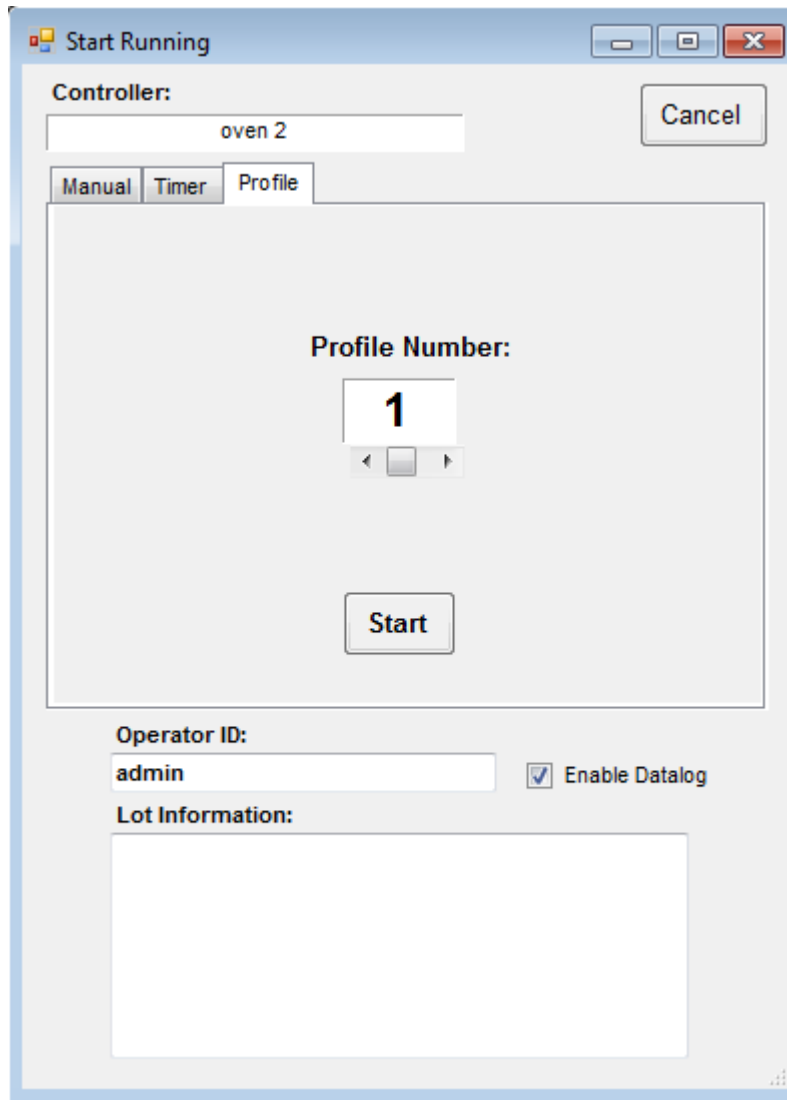 Start Running
Controller:
Cancel
oven 2
Manual Timer Profile
Profile Number:
1
Start
Operator ID:
admin
Enable Datalog
Lot Information: